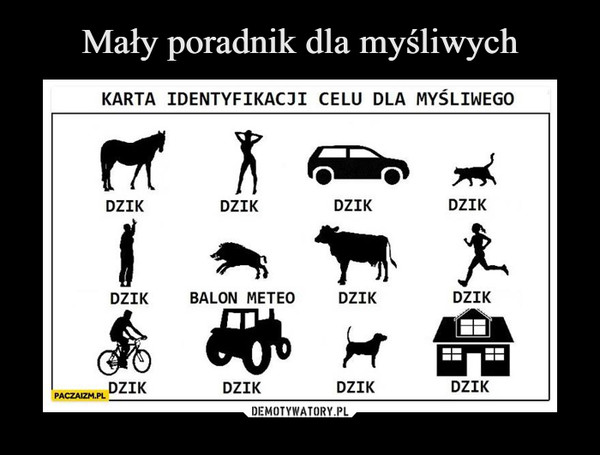 Mały poradnik dla myśliwych
KARTA IDENTYFIKACJI CELU DLA MYŚLIWEGO
DZIK DZIK DZIK DZIK
DZIK BALON METEO DZIK DZIK
DZIK DZIK DZIK DZIK
PACZAIZM.PL
DEMOTYWATORY.PL